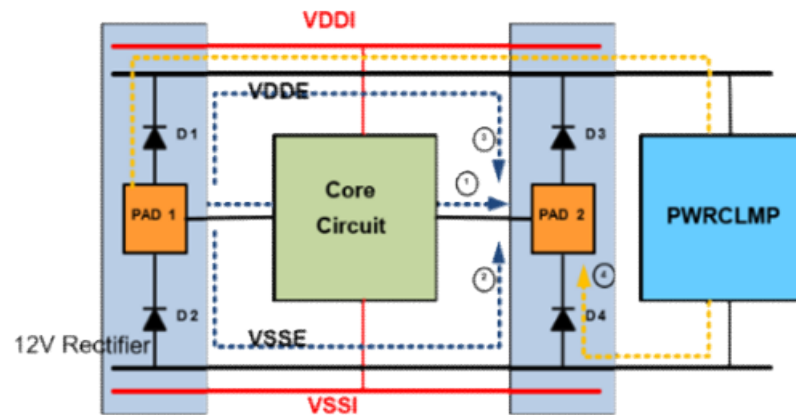 VDDI
VDDE
D1
D3
3
1
PAD 1
Core
Circuit
PAD 2
PWRCLMP
2
4
D2
D4
12V Rectifier
VSSE
VSSI